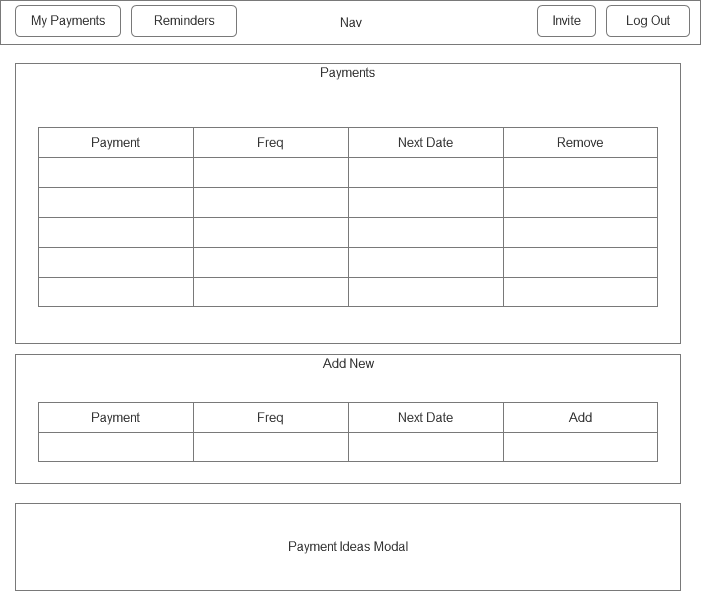 My Payments Reminders Nav Invite Log Out
Payments
Payment Freq Next Date Remove
Add New
Payment Freq Next Date Add
Payment Ideas Modal